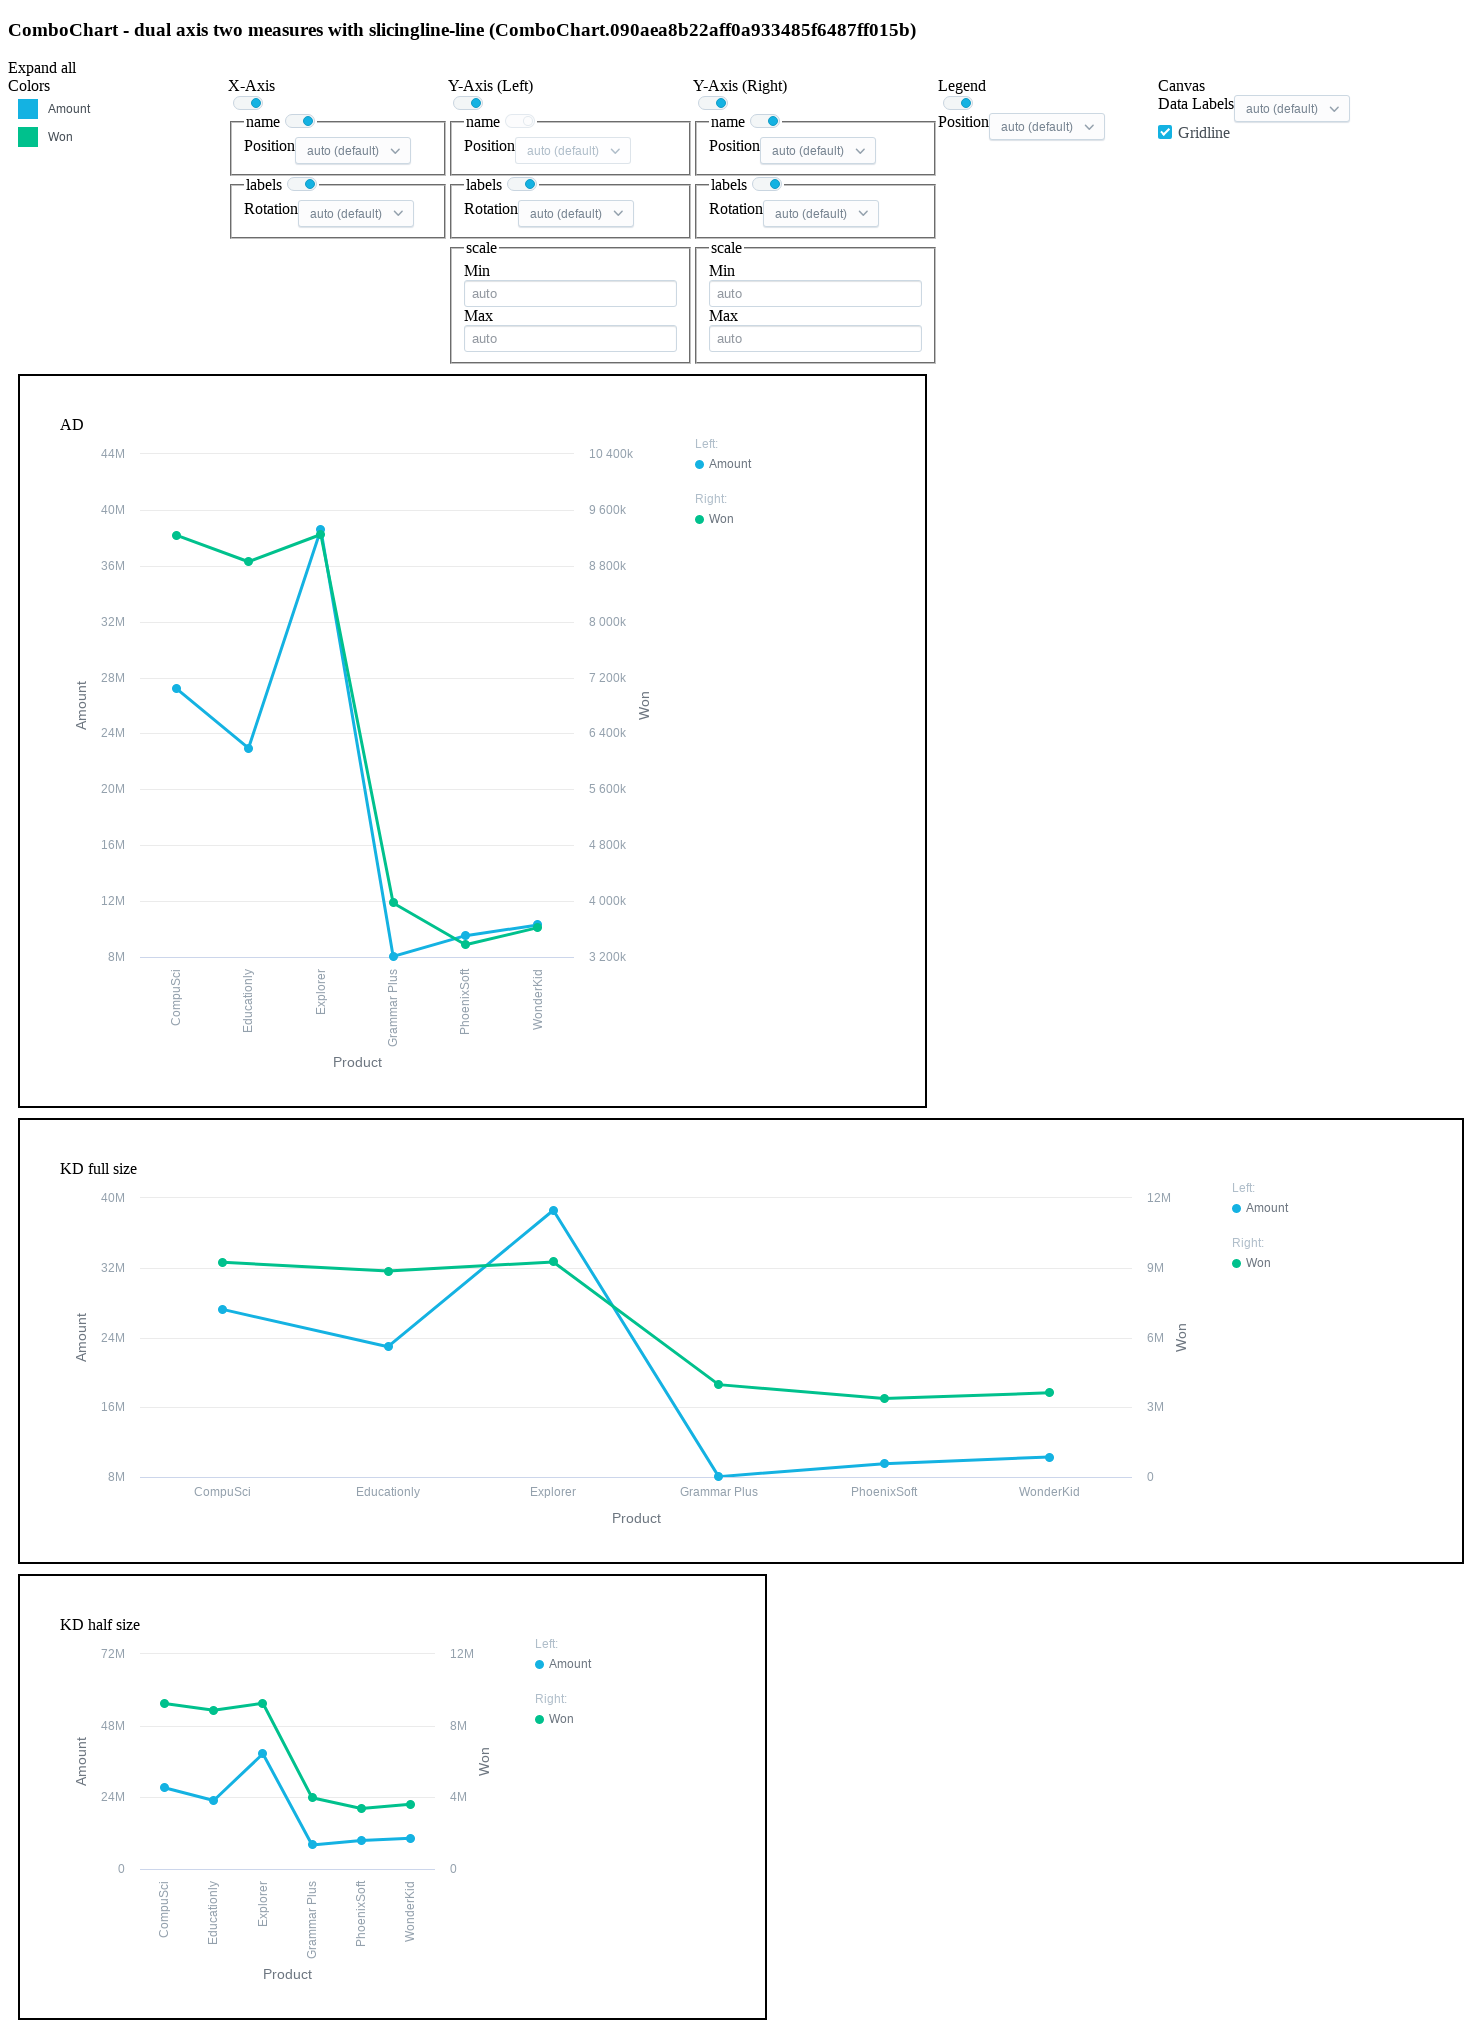 ComboChart - dual axis two measures with slicingline-line (ComboChart.090aea8b22aff0a933485f6487ff015b)
Expand all
Colors
Amount
Won
X-Axis
name
Position auto (default)
labels
Rotation auto (default)
Y-Axis (Left)
name
Position auto (default)
labels
Rotation auto (default)
scale
Min
auto
Max
auto
Y-Axis (Right)
name
Position auto (default)
labels
Rotation auto (default)
scale
Min
auto
Max
auto
Legend
Position auto (default)
Canvas
Data Labels auto (default)
Gridline
AD
44M
40M
36M
32M
28M
24M
20M
16M
12M
8M
Amount
10 400k
9 600k
8 800k
8 000k
7 200k
6 400k
5 600k
4 800k
4 000k
3 200k
Won
CompuSci
Educationly
Explorer
Grammar Plus
PhoenixSoft
WonderKid
Product
Left:
Amount
Right:
Won
KD full size
40M
32M
24M
16M
8M
Amount
12M
9M
6M
3M
0
Won
CompuSci
Educationly
Explorer
Grammar Plus
PhoenixSoft
WonderKid
Product
Left:
Amount
Right:
Won
KD half size
72M
48M
24M
0
Amount
12M
8M
4M
0
Won
CompuSci
Educationly
Explorer
Grammar Plus
PhoenixSoft
WonderKid
Product
Left:
Amount
Right:
Won